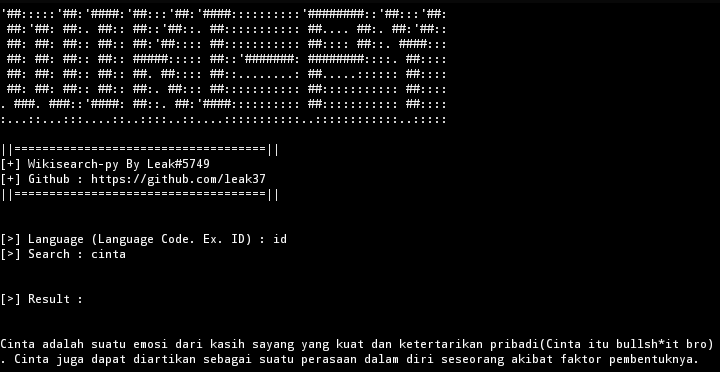 '##:::::'##:'####:'##:::'##:'####::::::::::'########::'##:::'##:
 ##:'##: ##:. ##:: ##::'##::. ##::::::::::: ##.... ##:. ##:'##::
 ##: ##: ##:: ##:: ##:'##:::: ##::::::::::: ##:::: ##::. ####:::
 ##: ##: ##:: ##:: #####::::: ##::'#######: ########::::. ##::::
 ##: ##: ##:: ##:: ##. ##:::: ##::........: ##.....:::::: ##::::
 ##: ##: ##:: ##:: ##:. ##::: ##::::::::::: ##::::::::::: ##::::
. ###. ###::'####: ##::. ##:'####:::::::::: ##::::::::::: ##::::
:...::...:::....::..::::..::....:::::::::::..::::::::::::..:::::
||====================================||
[+] Wikisearch-py By Leak#5749
[+] Github : https://github.com/leak37
||====================================||
[>] Language (Language Code. Ex. ID) : id
[>] Search : cinta
[>] Result :
Cinta adalah suatu emosi dari kasih sayang yang kuat dan ketertarikan pribadi(Cinta itu bullsh*it bro)
. Cinta juga dapat diartikan sebagai suatu perasaan dalam diri seseorang akibat faktor pembentuknya.